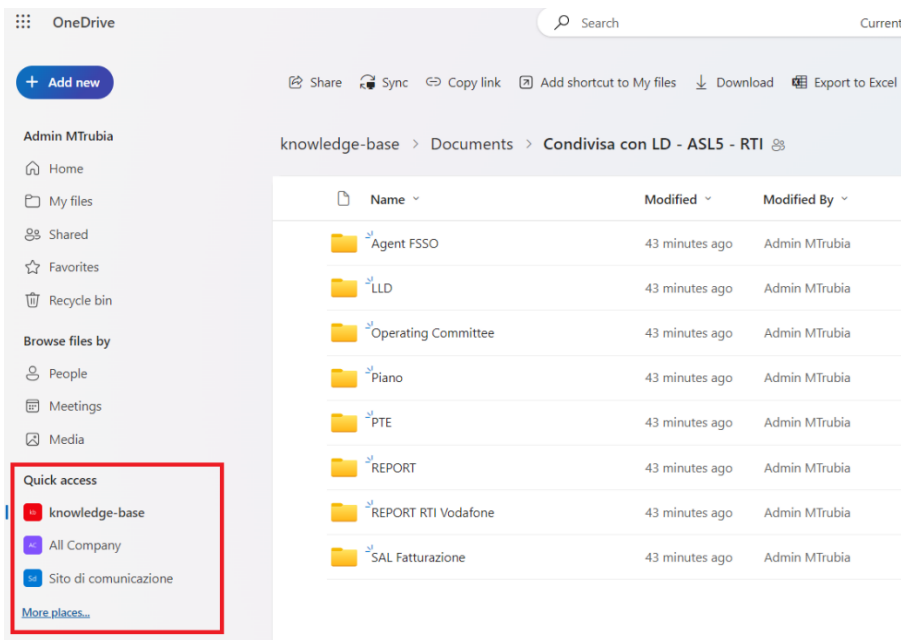 OneDrive
Search
Current
Add new
Share
Sync
Copy link
Add shortcut to My files
Download
Export to Excel
Admin MTrubia
Home
My files
Shared
Favorites
Recycle bin
Browse files by
People
Meetings
Media
Quick access
knowledge-base
AC
All Company
Sd
Sito di comunicazione
More places...
knowledge-base > Documents > Condivisa con LD - ASL5 - RTI
Name
Modified
Modified By
Agent FSSO 43 minutes ago Admin MTrubia
LLD 43 minutes ago Admin MTrubia
Operating Committee 43 minutes ago Admin MTrubia
Piano 43 minutes ago Admin MTrubia
PTE 43 minutes ago Admin MTrubia
REPORT 43 minutes ago Admin MTrubia
REPORT RTI Vodafone 43 minutes ago Admin MTrubia
SAL Fatturazione 43 minutes ago Admin MTrubia